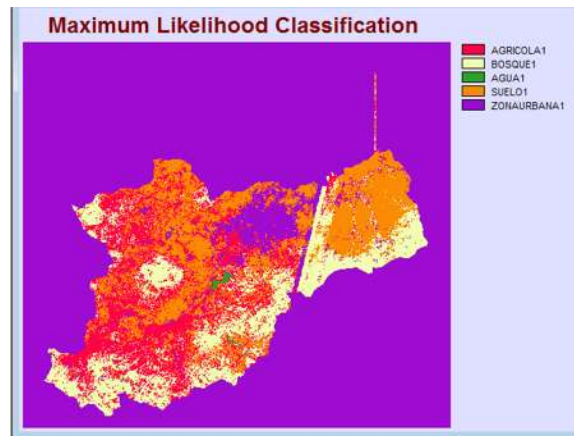 Maximum Likelihood Classification
AGRICOLA1
BOSQUE1
AGUA1
SUELO1
ZONAURBANA1